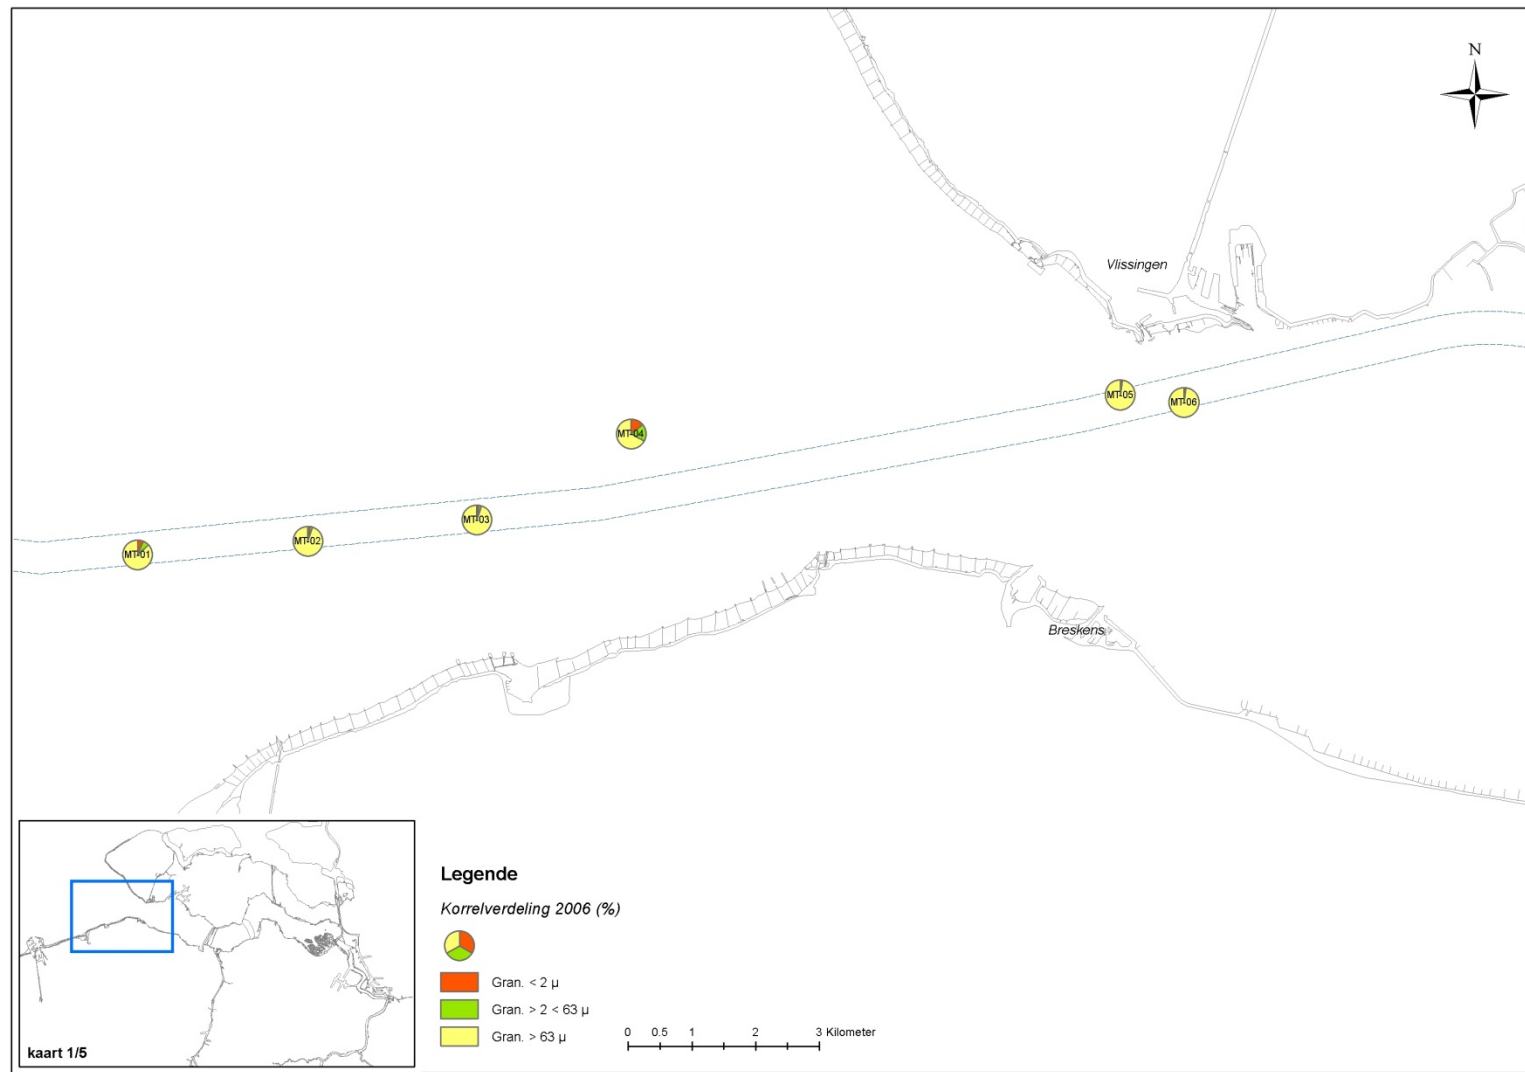 N
Vlissingen
MT-05
MT-06
MT-04
MT-03
MT-02
MT-01
Breskens
kaart 1/5
Legende
Korrelverdeling 2006 (%)
Gran. < 2 µ
Gran. > 2 < 63 µ
Gran. > 63 µ
0 0.5 1 2 3 Kilometer